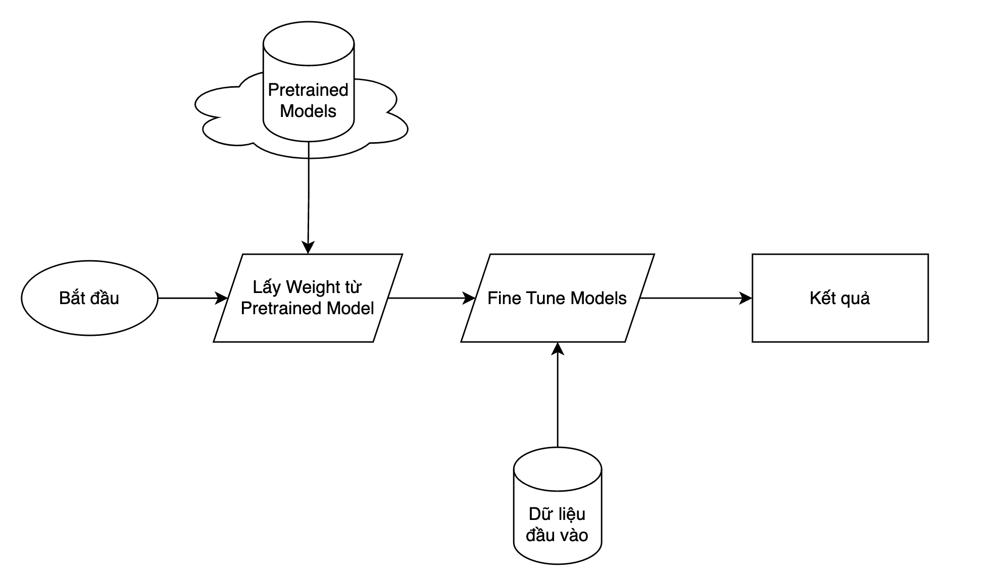 Pretrained
Models
Bắt đầu
Lấy Weight từ
Pretrained Model
Fine Tune Models
Kết quả
Dữ liệu
đầu vào